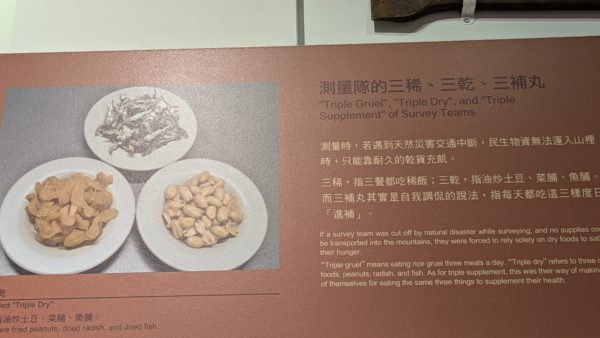 測量隊的三稀、三乾、三補丸
"Triple Gruel", "Triple Dry", and "Triple
Supplement" of Survey Teams
測量時，若遇到天然災害交通中斷，民生物資無法運入山裡
時，只能靠耐久的乾貨充飢。
三稀，指三餐都吃稀飯；三乾，指油炒土豆、菜脯、魚脯。
而三補丸其實是自我調侃的說法，指每天都吃這三樣度日
「進補」。
If a survey team was cut off by natural disaster while surveying, and no supplies
be transported into the mountains, they were forced to rely solely on dry foods to
their hunger.
"Triple gruel" means eating rice gruel three meals a day. "Triple dry" refers to three
foods: peanuts, radish, and fish. As for triple supplement, this was their way of making
of themselves for eating the same three things to supplement their health.
乾
"Triple Dry"
油炒土豆、菜脯、魚脯。
are fried peanuts, dried radish, and dried fish.